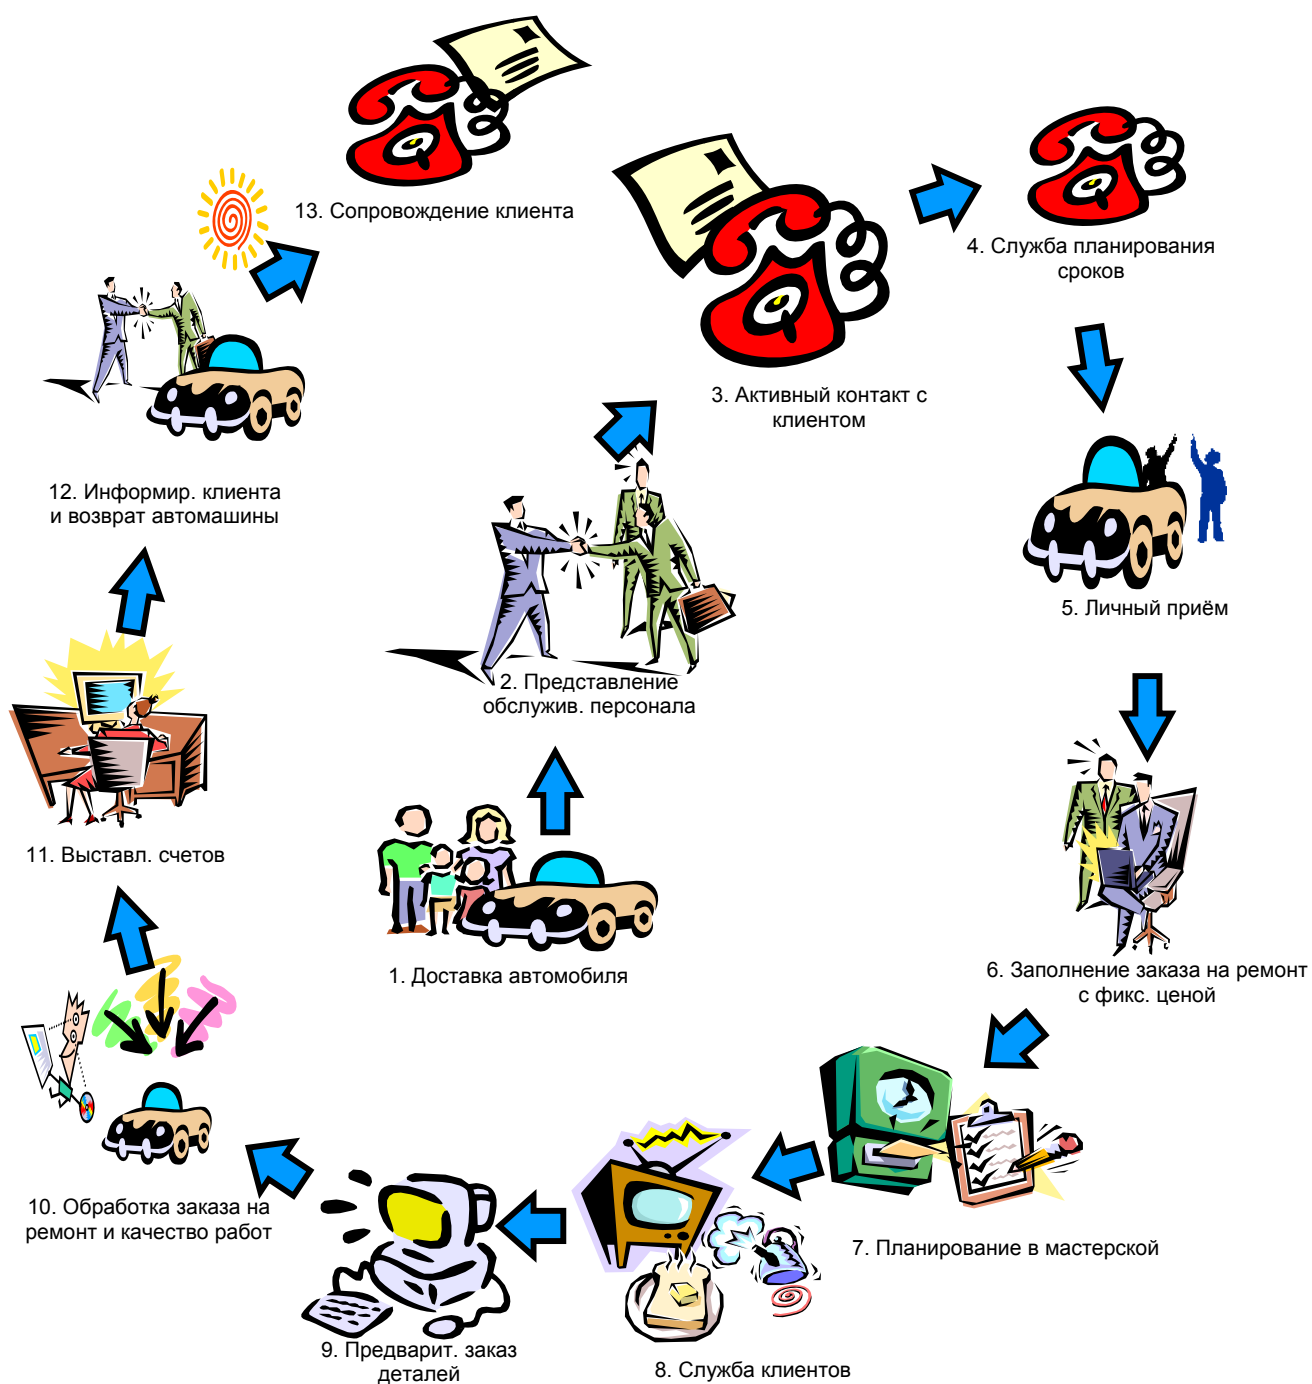 13. Сопровождение клиента
4. Служба планирования
сроков
3. Активный контакт с
клиентом
12. Информир. клиента
и возврат автомашины
5. Личный приём
2. Представление
обслужив. персонала
11. Выставл. счетов
1. Доставка автомобиля
6. Заполнение заказа на ремонт
с фикс. ценой
10. Обработка заказа на
ремонт и качество работ
7. Планирование в мастерской
9. Предварит. заказ
деталей
8. Служба клиентов